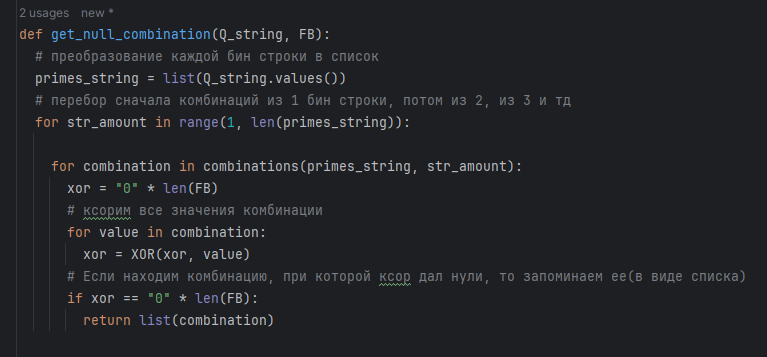 2 usages new *
def get_null_combination(Q_string, FB):
# преобразование каждой бин строки в список
primes_string = list(Q_string.values())
# перебор сначала комбинаций из 1 бин строки, потом из 2, из 3 и тд
for str_amount in range(1, len(primes_string)):
for combination in combinations(primes_string, str_amount):
xor = "0" * len(FB)
# ксорим все значения комбинации
for value in combination:
xor = XOR(xor, value)
# Если находим комбинацию, при которой ксор дал нули, то запоминаем ее(в виде списка)
if xor == "0" * len(FB):
return list(combination)